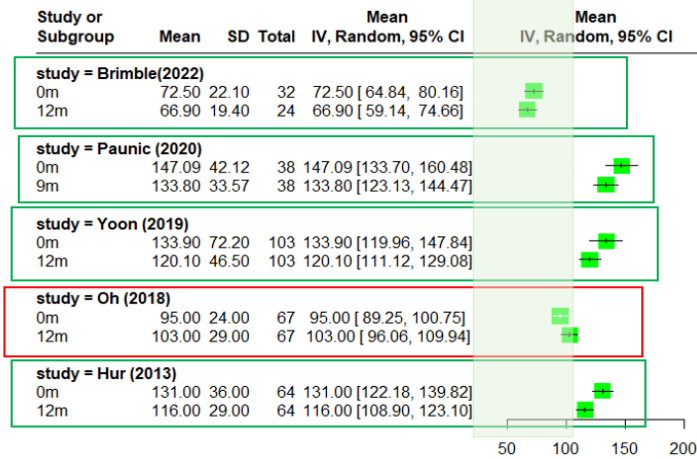 Study or Mean Mean
Subgroup Mean SD Total IV, Random, 95% CI IV, Random, 95% CI
study = Brimble(2022)
0m 72.50 22.10 32 72.50 [ 64.84, 80.16]
12m 66.90 19.40 24 66.90 [ 59.14, 74.66]
study = Paunic (2020)
0m 147.09 42.12 38 147.09 [133.70, 160.48]
9m 133.80 33.57 38 133.80 [123.13, 144.47]
study = Yoon (2019)
0m 133.90 72.20 103 133.90 [119.96, 147.84]
12m 120.10 46.50 103 120.10 [111.12, 129.08]
study = Oh (2018)
0m 95.00 24.00 67 95.00 [ 89.25, 100.75]
12m 103.00 29.00 67 103.00 [ 96.06, 109.94]
study = Hur (2013)
0m 131.00 36.00 64 131.00 [122.18, 139.82]
12m 116.00 29.00 64 116.00 [108.90, 123.10]
50 100 150 200